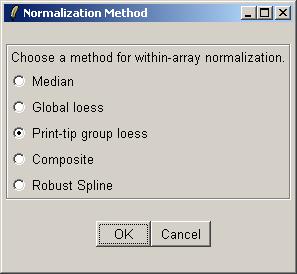 Normalization Method
Choose a method for within-array normalization.
Median
Global loess
Print-tip group loess
Composite
Robust Spline
OK Cancel